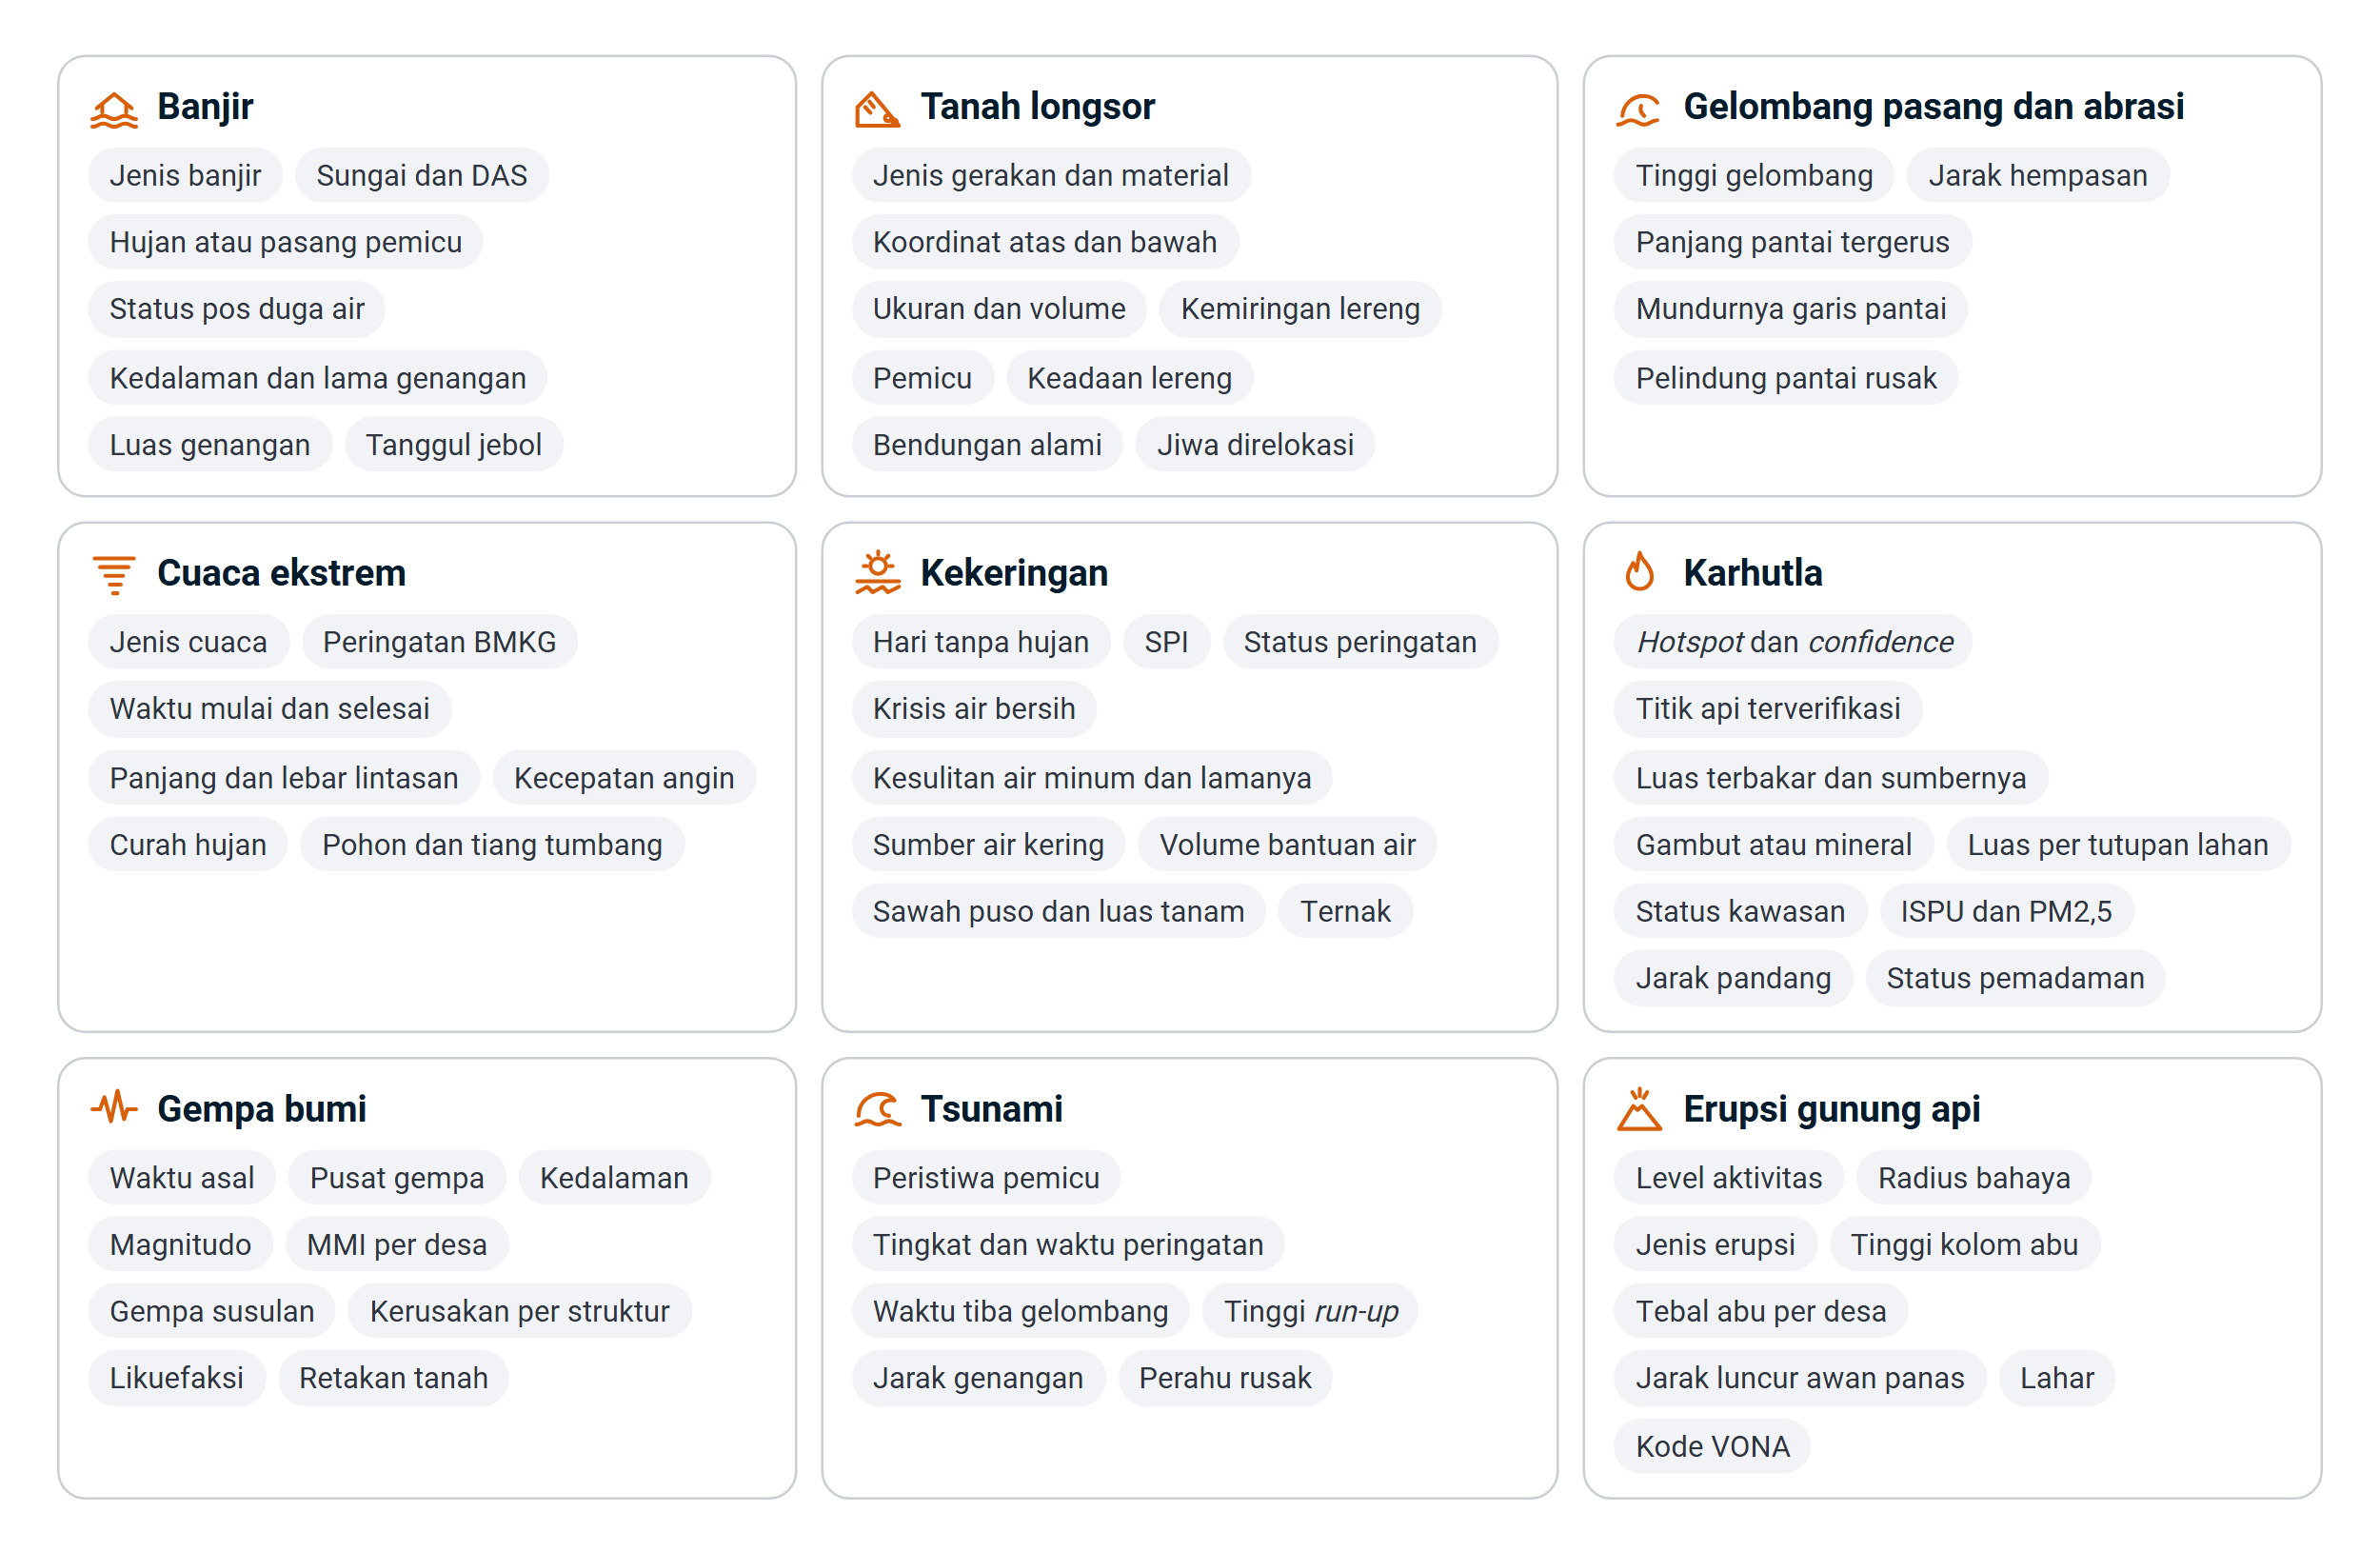 Banjir
Jenis banjir
Sungai dan DAS
Hujan atau pasang pemicu
Status pos duga air
Kedalaman dan lama genangan
Luas genangan
Tanggul jebol
Tanah longsor
Jenis gerakan dan material
Koordinat atas dan bawah
Ukuran dan volume
Kemiringan lereng
Pemicu
Keadaan lereng
Bendungan alami
Jiwa direlokasi
Gelombang pasang dan abrasi
Tinggi gelombang
Jarak hempasan
Panjang pantai tergerus
Mundurnya garis pantai
Pelindung pantai rusak
Cuaca ekstrem
Jenis cuaca
Peringatan BMKG
Waktu mulai dan selesai
Panjang dan lebar lintasan
Kecepatan angin
Curah hujan
Pohon dan tiang tumbang
Kekeringan
Hari tanpa hujan
SPI
Status peringatan
Krisis air bersih
Kesulitan air minum dan lamanya
Sumber air kering
Volume bantuan air
Sawah puso dan luas tanam
Ternak
Karhutla
Hotspot dan confidence
Titik api terverifikasi
Luas terbakar dan sumbernya
Gambut atau mineral
Luas per tutupan lahan
Status kawasan
ISPU dan PM2,5
Jarak pandang
Status pemadaman
Gempa bumi
Waktu asal
Pusat gempa
Kedalaman
Magnitudo
MMI per desa
Gempa susulan
Kerusakan per struktur
Likuefaksi
Retakan tanah
Tsunami
Peristiwa pemicu
Tingkat dan waktu peringatan
Waktu tiba gelombang
Tinggi run-up
Jarak genangan
Perahu rusak
Erupsi gunung api
Level aktivitas
Radius bahaya
Jenis erupsi
Tinggi kolom abu
Tebal abu per desa
Jarak luncur awan panas
Lahar
Kode VONA